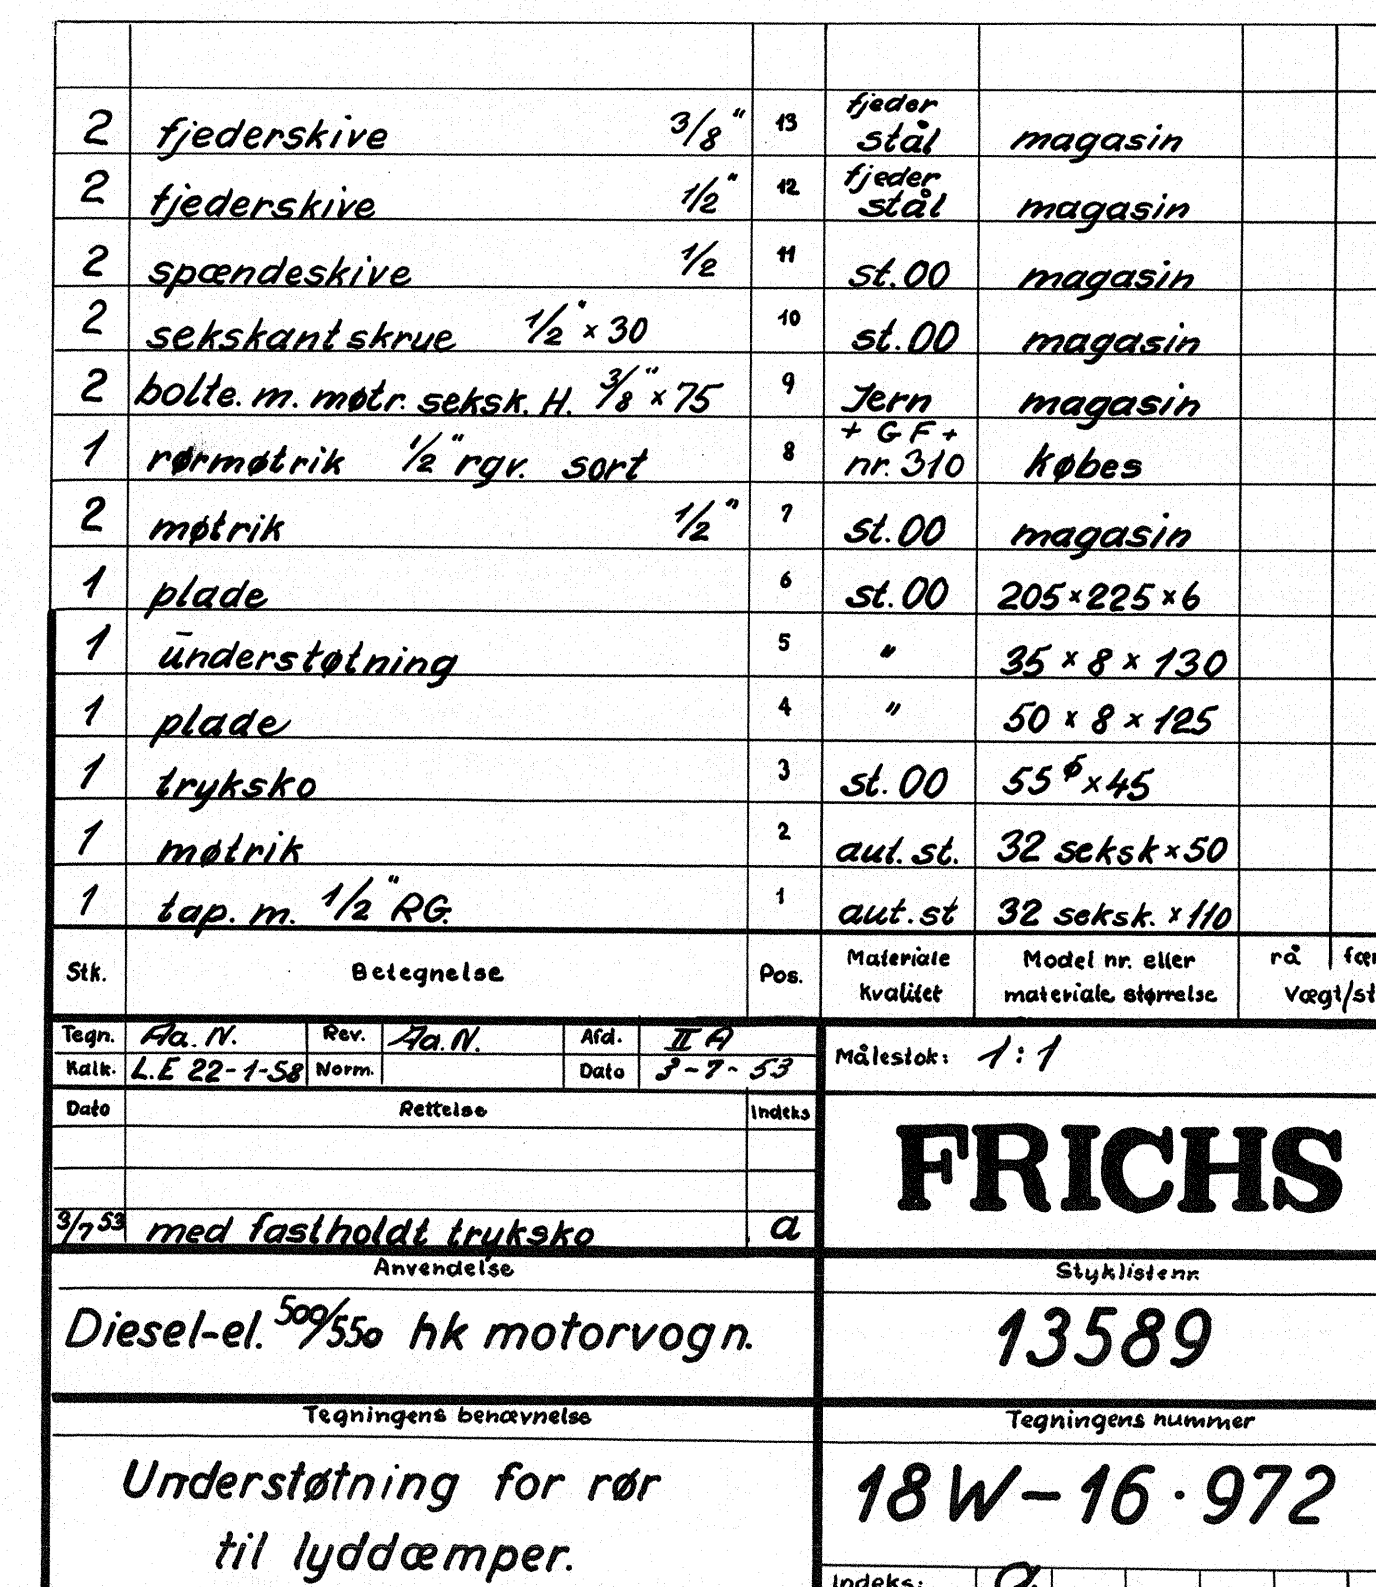 2 fjederskive 3/8" 13 fjeder stål magasin
2 fjederskive 1/2" 12 fjeder stål magasin
2 spændeskive 1/2 11 st.00 magasin
2 sekskantskrue 1/2" x 30 10 st.00 magasin
2 bolte. m. møtr. seksk. H. 3/8" x 75 9 Jern magasin
1 rørmøtrik 1/2" rgv. sort 8 + G F + nr. 310 købes
2 møtrik 1/2" 7 st.00 magasin
1 plade 6 st.00 205 x 225 x 6
1 understøtning 5 " 35 x 8 x 130
1 plade 4 " 50 x 8 x 125
1 tryksko 3 st.00 55 ø x 45
1 møtrik 2 aut. st. 32 seksk x 50
1 tap. m. 1/2" RG. 1 aut. st 32 seksk. x 110
Stk. Betegnelse Pos. Materiale kvalitet Model nr. eller materiale størrelse rå Vægt/st
Tegn. Aa. N. Rev. Aa. N. Afd. II A
Kalk. L.E 22-1-58 Norm. Dato 3-7-53
Målestok: 1:1
Dato Rettelse Indeks
3/7 53 med fastholdt tryksko a
FRICHS
Anvendelse
Diesel-el. 500/550 hk motorvogn.
Styklistenr.
13589
Tegningens benævnelse
Understøtning for rør
til lyddæmper.
Tegningens nummer
18W-16·972
Indeks: a